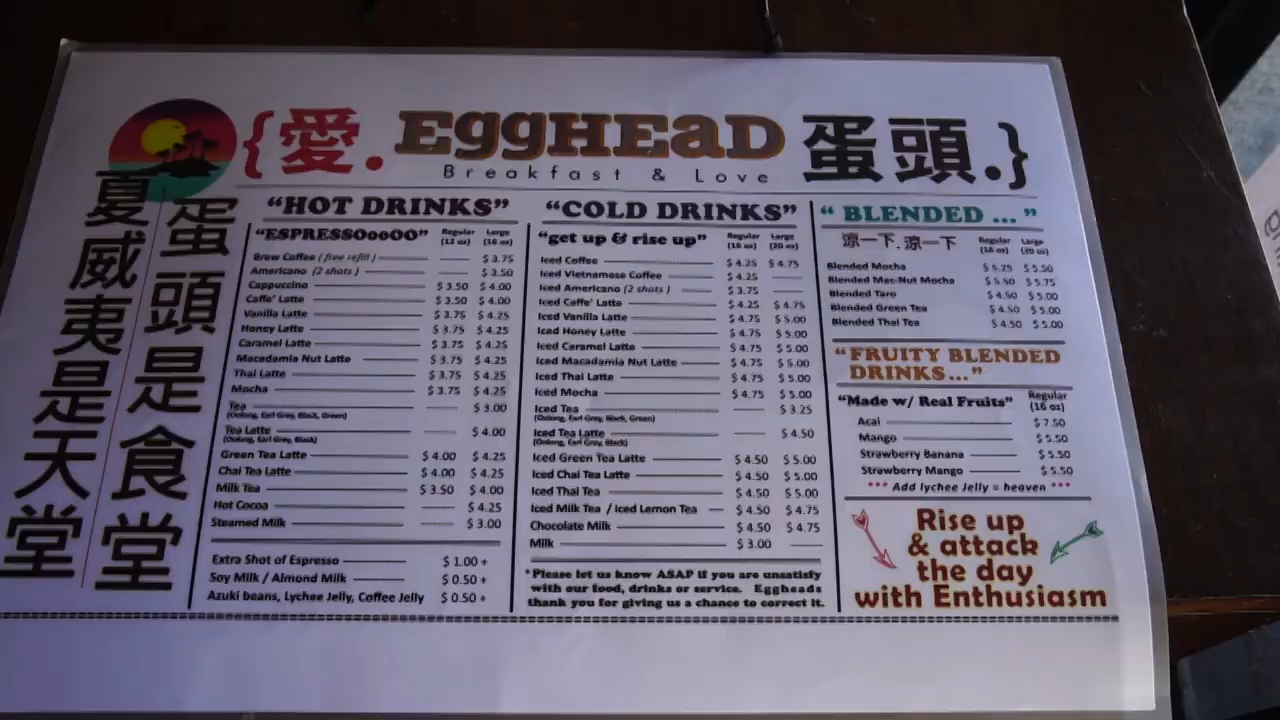 {愛. EggHEaD 蛋頭.}
Breakfast & Love
夏威夷是天堂
蛋頭是食堂
"HOT DRINKS"
"ESPRESSOooOO" Regular (12 oz) Large (16 oz)
Brew Coffee (free refill) $3.75
Americano (2 shots) $3.50
Cappuccino $3.50 $4.00
Caffe' Latte $3.50 $4.00
Vanilla Latte $3.75 $4.25
Honey Latte $3.75 $4.25
Caramel Latte $3.75 $4.25
Macadamia Nut Latte $3.75 $4.25
Thai Latte $3.75 $4.25
Mocha $3.75 $4.25
Tea $3.00
(Oolong, Earl Grey, Black, Green)
Tea Latte $4.00
(Oolong, Earl Grey, Black)
Green Tea Latte $4.00 $4.25
Chai Tea Latte $4.00 $4.25
Milk Tea $3.50 $4.00
Hot Cocoa $4.25
Steamed Milk $3.00
Extra Shot of Espresso $1.00+
Soy Milk / Almond Milk $0.50+
Azuki beans, Lychee Jelly, Coffee Jelly $0.50+
"COLD DRINKS"
"get up & rise up" Regular (16 oz) Large (20 oz)
Iced Coffee $4.25 $4.75
Iced Vietnamese Coffee $4.25
Iced Americano (2 shots) $3.75
Iced Caffe' Latte $4.25 $4.75
Iced Vanilla Latte $4.75 $5.00
Iced Honey Latte $4.75 $5.00
Iced Caramel Latte $4.75 $5.00
Iced Macadamia Nut Latte $4.75 $5.00
Iced Thai Latte $4.75 $5.00
Iced Mocha $4.75 $5.00
Iced Tea $3.25
(Oolong, Earl Grey, Black, Green)
Iced Tea Latte $4.50
(Oolong, Earl Grey, Black)
Iced Green Tea Latte $4.50 $5.00
Iced Chai Tea Latte $4.50 $5.00
Iced Thai Tea $4.50 $5.00
Iced Milk Tea / Iced Lemon Tea $4.50 $4.75
Chocolate Milk $4.50 $4.75
Milk $3.00
*Please let us know ASAP if you are unsatisfy
with our food, drinks or service. Eggheads
thank you for giving us a chance to correct it.
"BLENDED ..."
涼一下. 涼一下 Regular (16 oz) Large (20 oz)
Blended Mocha $5.25 $5.50
Blended Mac-Nut Mocha $5.50 $5.75
Blended Taro $4.50 $5.00
Blended Green Tea $4.50 $5.00
Blended Thai Tea $4.50 $5.00
"FRUITY BLENDED
DRINKS..."
"Made w/ Real Fruits" Regular (16 oz)
Acai $7.50
Mango $5.50
Strawberry Banana $5.50
Strawberry Mango $5.50
*** Add lychee Jelly = heaven ***
Rise up
& attack
the day
with Enthusiasm